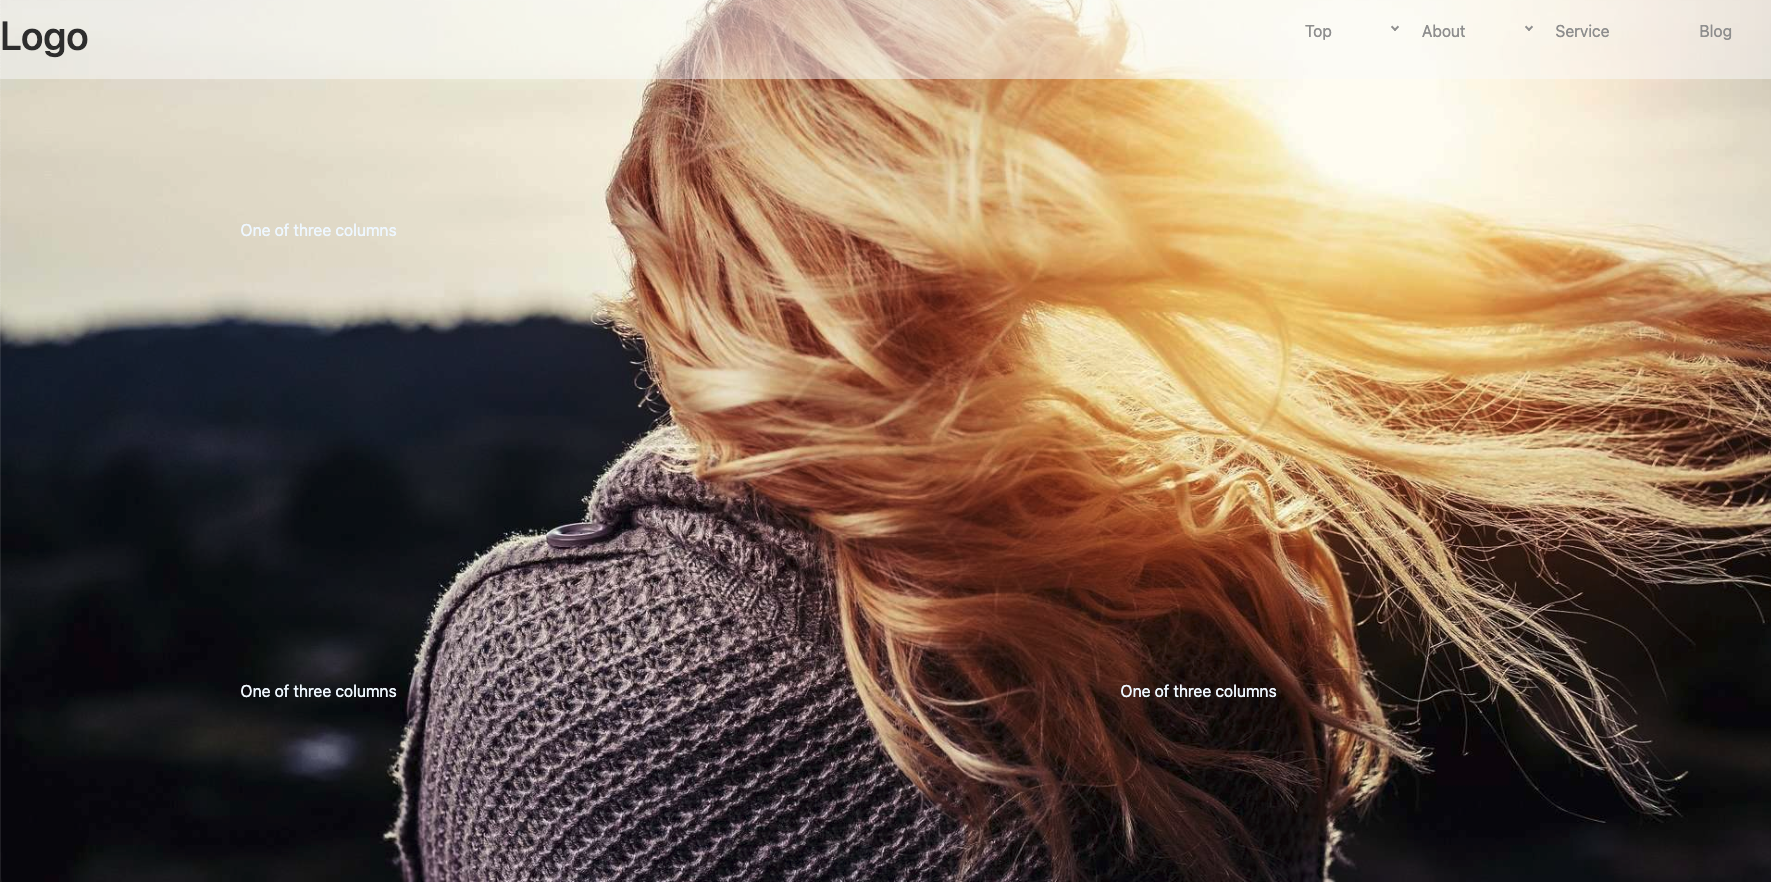 Logo
Top
About
Service
Blog
One of three columns
One of three columns
One of three columns